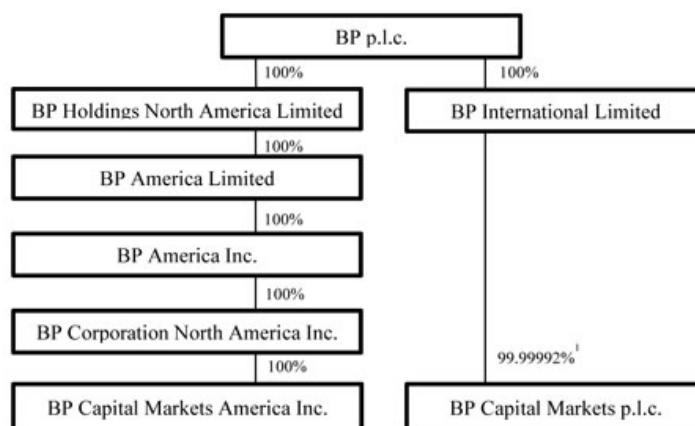 BP p.l.c.
100%
100%
BP Holdings North America Limited
BP International Limited
100%
BP America Limited
100%
BP America Inc.
100%
BP Corporation North America Inc.
100%
99.99992%¹
BP Capital Markets America Inc.
BP Capital Markets p.l.c.